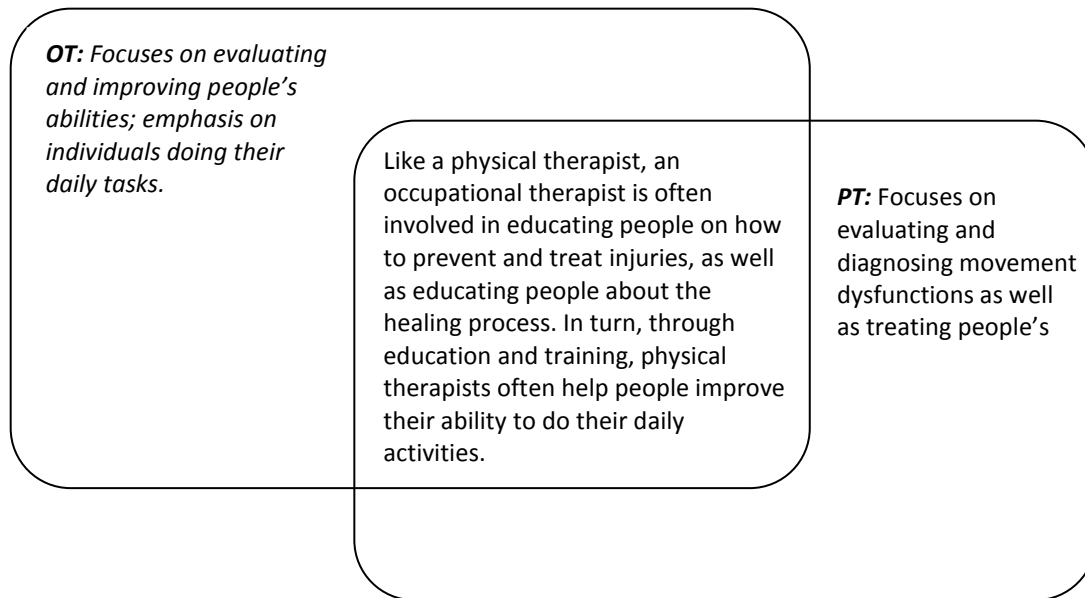 OT: Focuses on evaluating
and improving people’s
abilities; emphasis on
individuals doing their
daily tasks.
Like a physical therapist, an
occupational therapist is often
involved in educating people on how
to prevent and treat injuries, as well
as educating people about the
healing process. In turn, through
education and training, physical
therapists often help people improve
their ability to do their daily
activities.
PT: Focuses on
evaluating and
diagnosing movement
dysfunctions as well
as treating people’s